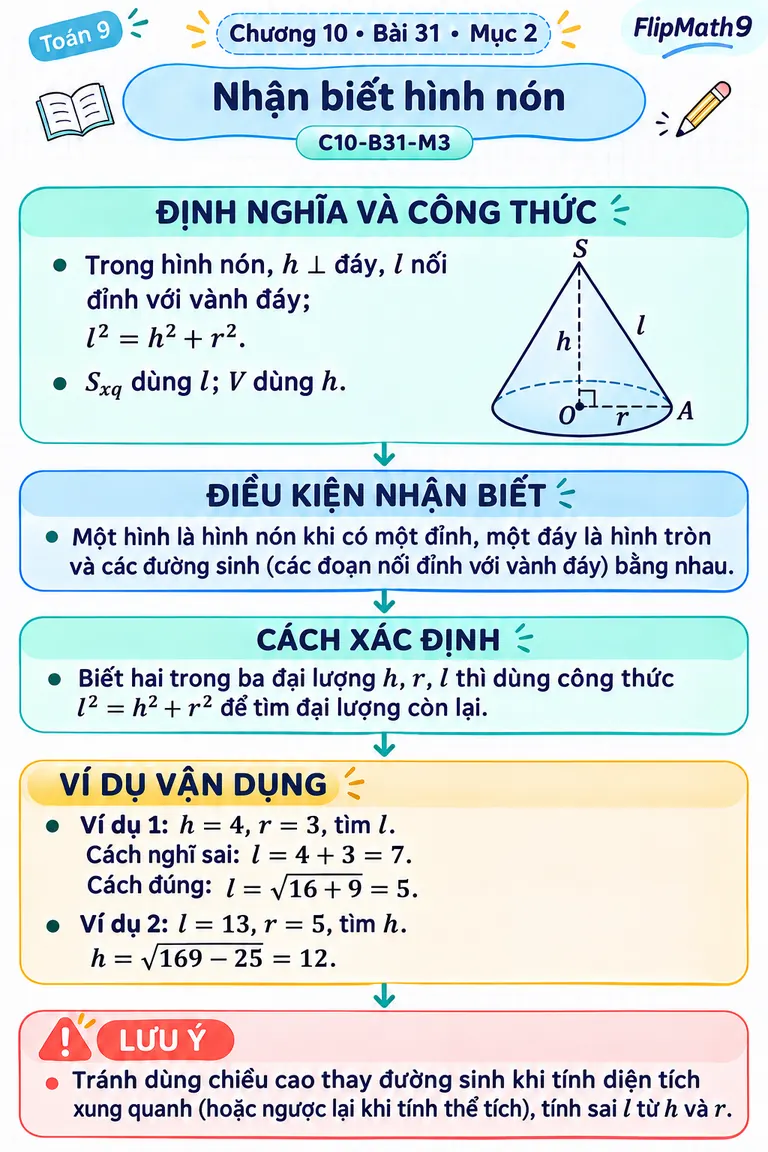 Toán 9
Chương 10 • Bài 31 • Mục 2
FlipMath9
Nhận biết hình nón
C10-B31-M3
ĐỊNH NGHĨA VÀ CÔNG THỨC
• Trong hình nón, h ⊥ đáy, l nối
đỉnh với vành đáy;
l² = h² + r².
• Sxq dùng l; V dùng h.
S
h
l
O
r
A
ĐIỀU KIỆN NHẬN BIẾT
• Một hình là hình nón khi có một đỉnh, một đáy là hình tròn
và các đường sinh (các đoạn nối đỉnh với vành đáy) bằng nhau.
CÁCH XÁC ĐỊNH
• Biết hai trong ba đại lượng h, r, l thì dùng công thức
l² = h² + r² để tìm đại lượng còn lại.
VÍ DỤ VẬN DỤNG
• Ví dụ 1: h = 4, r = 3, tìm l.
Cách nghĩ sai: l = 4 + 3 = 7.
Cách đúng: l = √16 + 9 = 5.
• Ví dụ 2: l = 13, r = 5, tìm h.
h = √169 − 25 = 12.
! LƯU Ý
• Tránh dùng chiều cao thay đường sinh khi tính diện tích
xung quanh (hoặc ngược lại khi tính thể tích), tính sai l từ h và r.